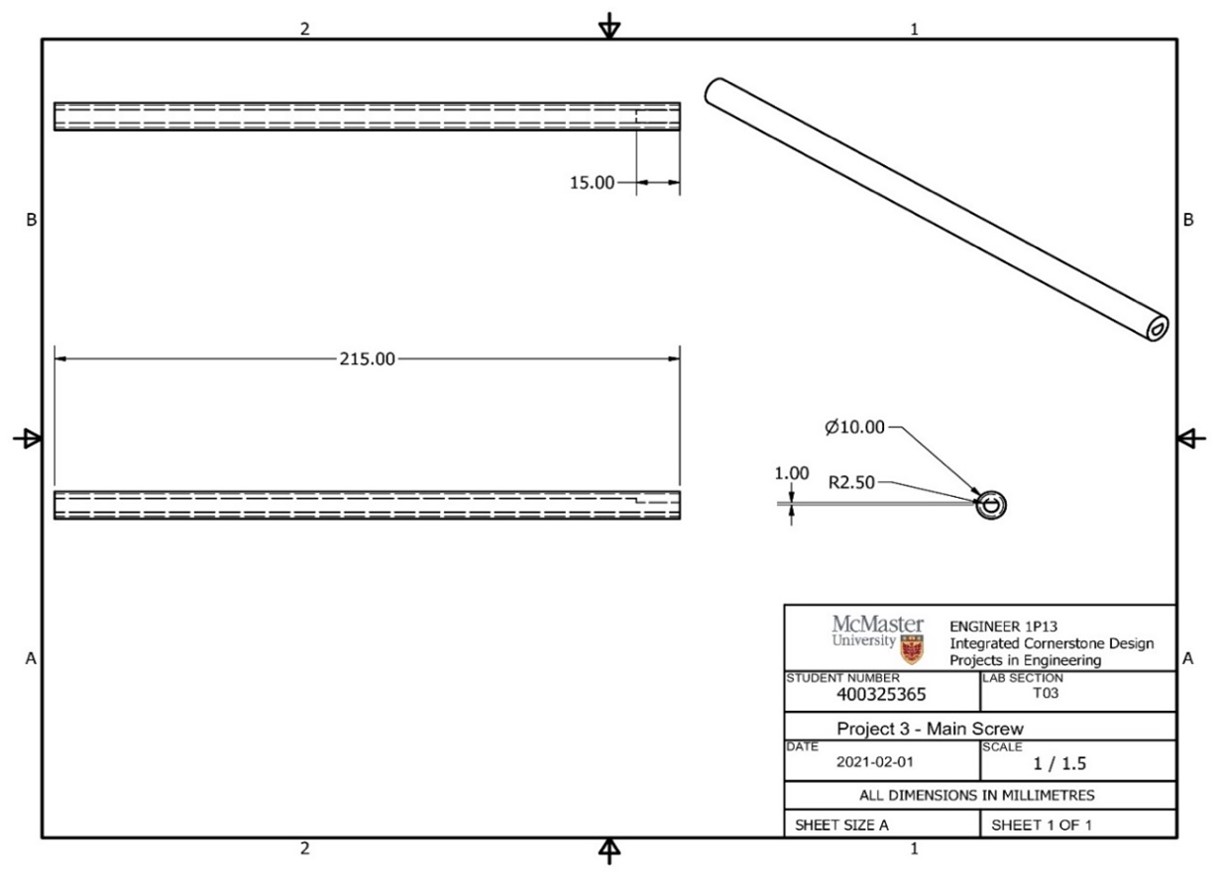 2
1
B
B
15.00
215.00
Ø10.00
1.00
R2.50
A
A
McMaster
University
ENGINEER 1P13
Integrated Cornerstone Design
Projects in Engineering
STUDENT NUMBER
400325365
LAB SECTION
T03
Project 3 - Main Screw
DATE
2021-02-01
SCALE
1 / 1.5
ALL DIMENSIONS IN MILLIMETRES
SHEET SIZE A
SHEET 1 OF 1
2
1